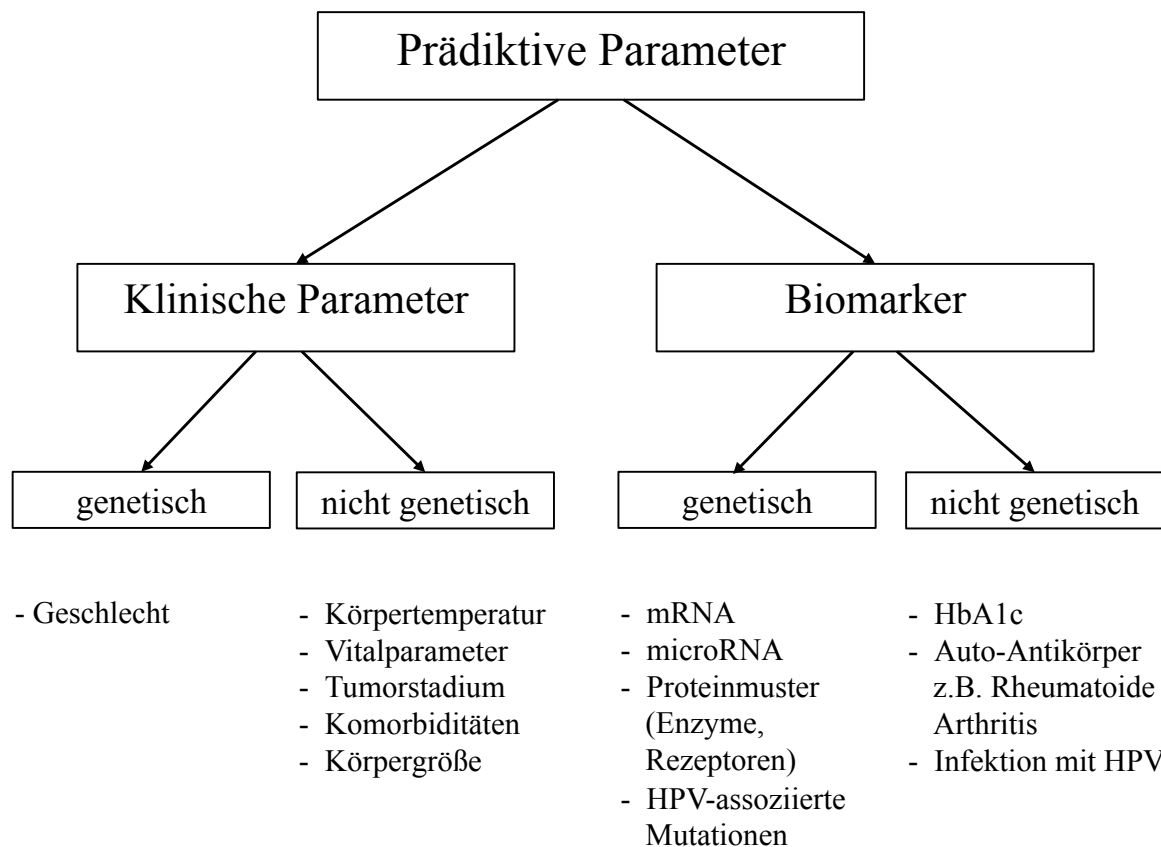 Prädiktive Parameter
Klinische Parameter
Biomarker
genetisch
nicht genetisch
genetisch
nicht genetisch
- Geschlecht
- Körpertemperatur
- Vitalparameter
- Tumorstadium
- Komorbiditäten
- Körpergröße
- mRNA
- microRNA
- Proteinmuster
(Enzyme,
Rezeptoren)
- HPV-assoziierte
Mutationen
- HbA1c
- Auto-Antikörper
z.B. Rheumatoide
Arthritis
- Infektion mit HPV